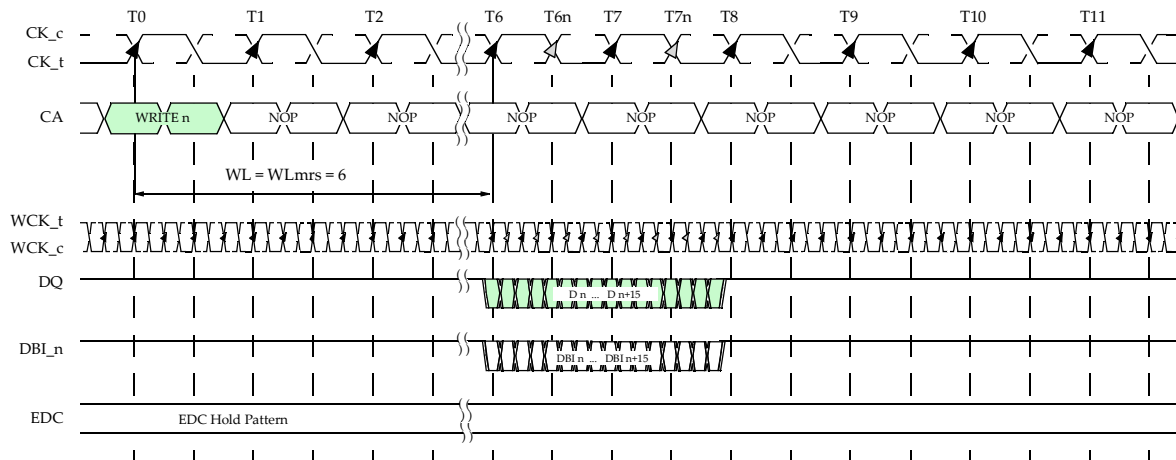 T0 T1 T2 T6 T6n T7 T7n T8 T9 T10 T11
CK_c
CK_t
CA WRITE n NOP NOP NOP NOP NOP NOP NOP NOP
WL = WLmrs = 6
WCK_t
WCK_c
DQ D n ... D n+15
DBI_n DBI n ... DBI n+15
EDC EDC Hold Pattern